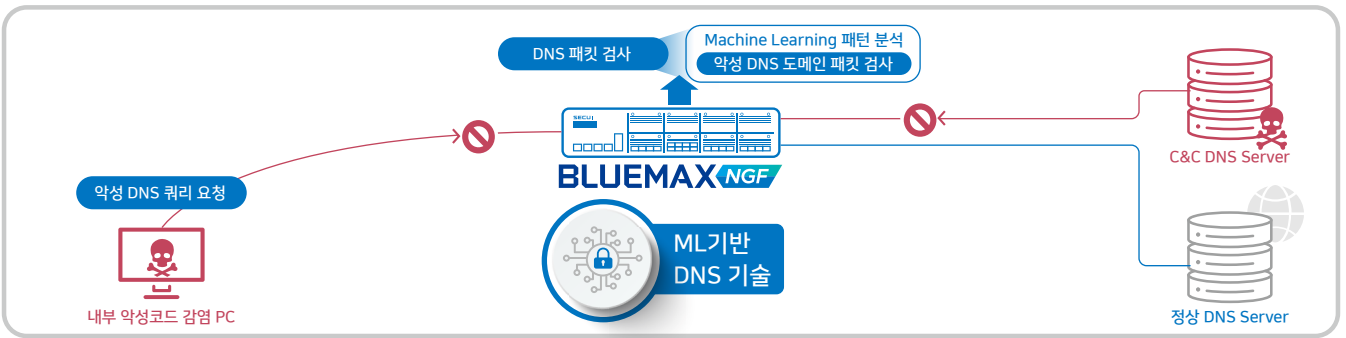 DNS 패킷 검사
Machine Learning 패턴 분석
악성 DNS 도메인 패킷 검사
SECUI
BLUEMAX NGF
C&C DNS Server
악성 DNS 쿼리 요청
내부 악성코드 감염 PC
ML기반
DNS 기술
정상 DNS Server